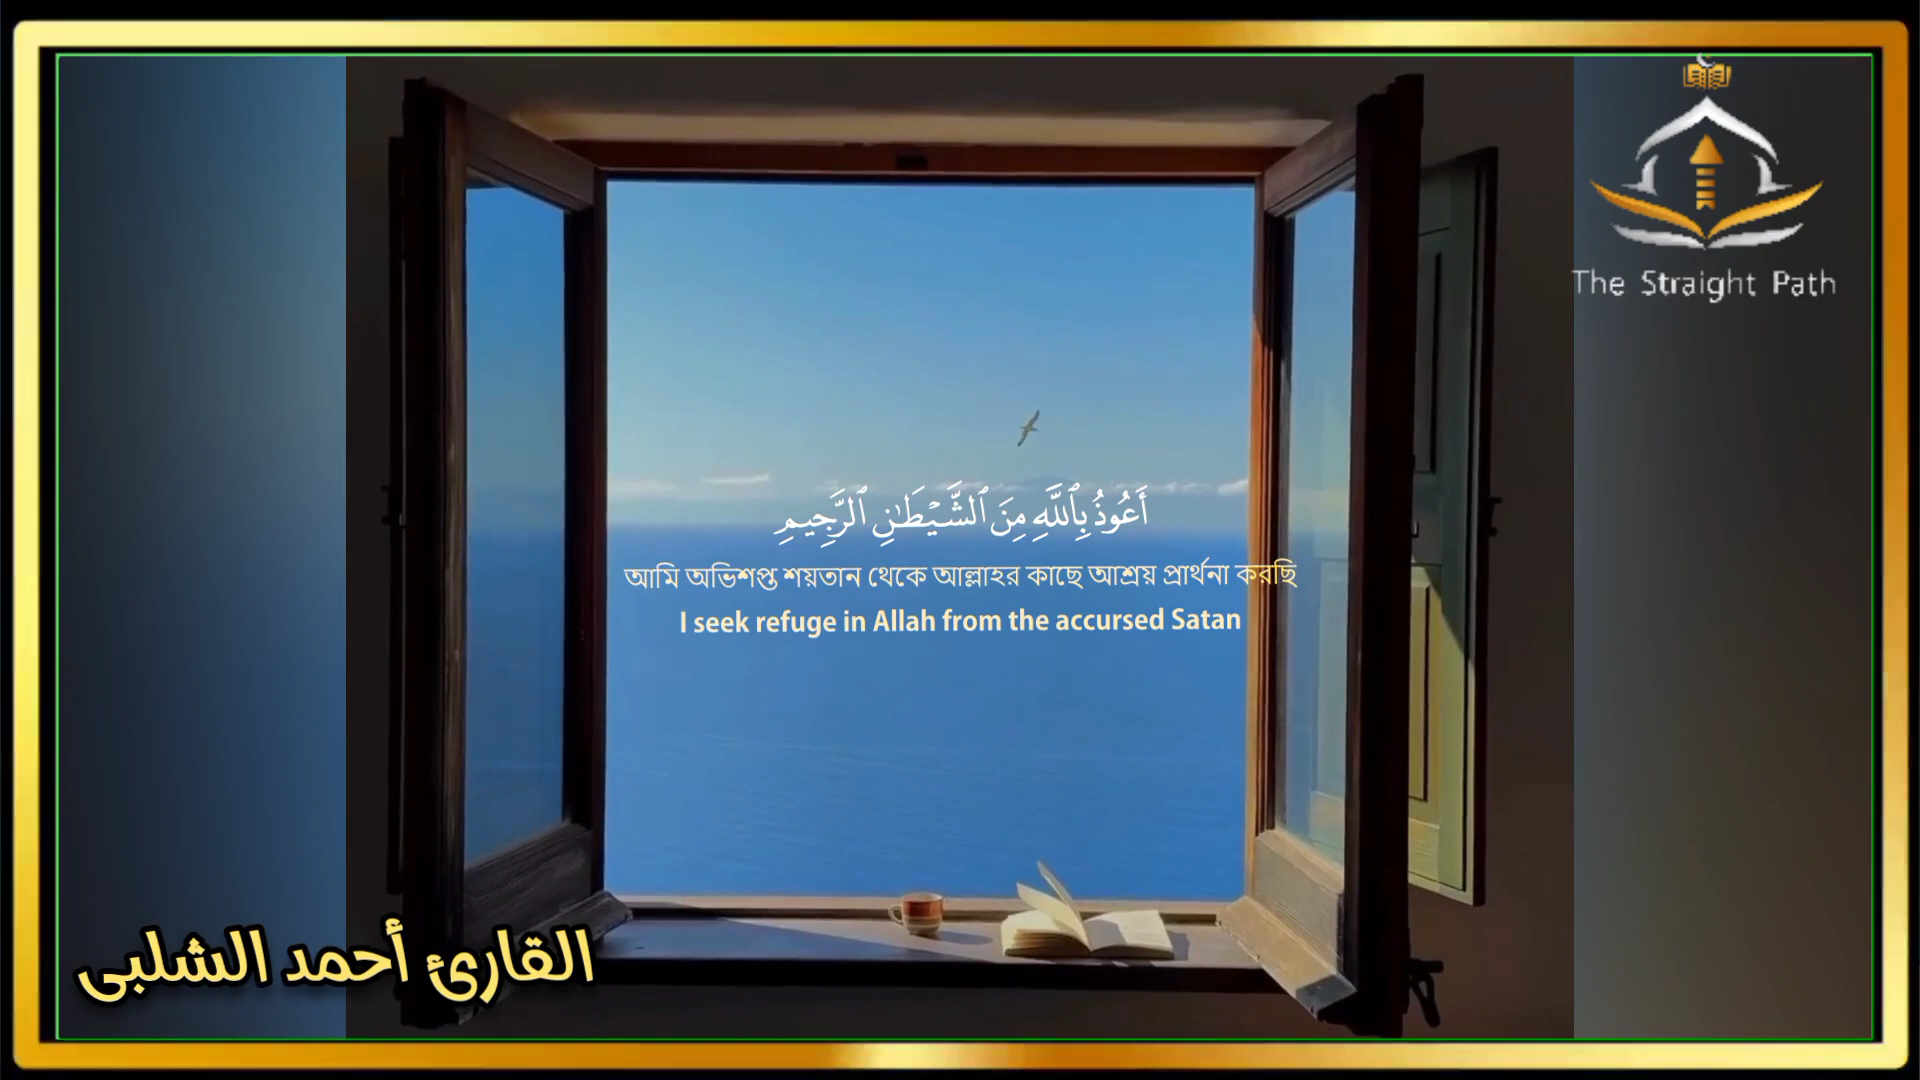 The Straight Path
أَعُوذُ بِٱللَّهِ مِنَ ٱلشَّيْطَـٰنِ ٱلرَّجِيمِ
আমি অভিশপ্ত শয়তান থেকে আল্লাহর কাছে আশ্রয় প্রার্থনা করছি
I seek refuge in Allah from the accursed Satan
القارئ أحمد الشلبى